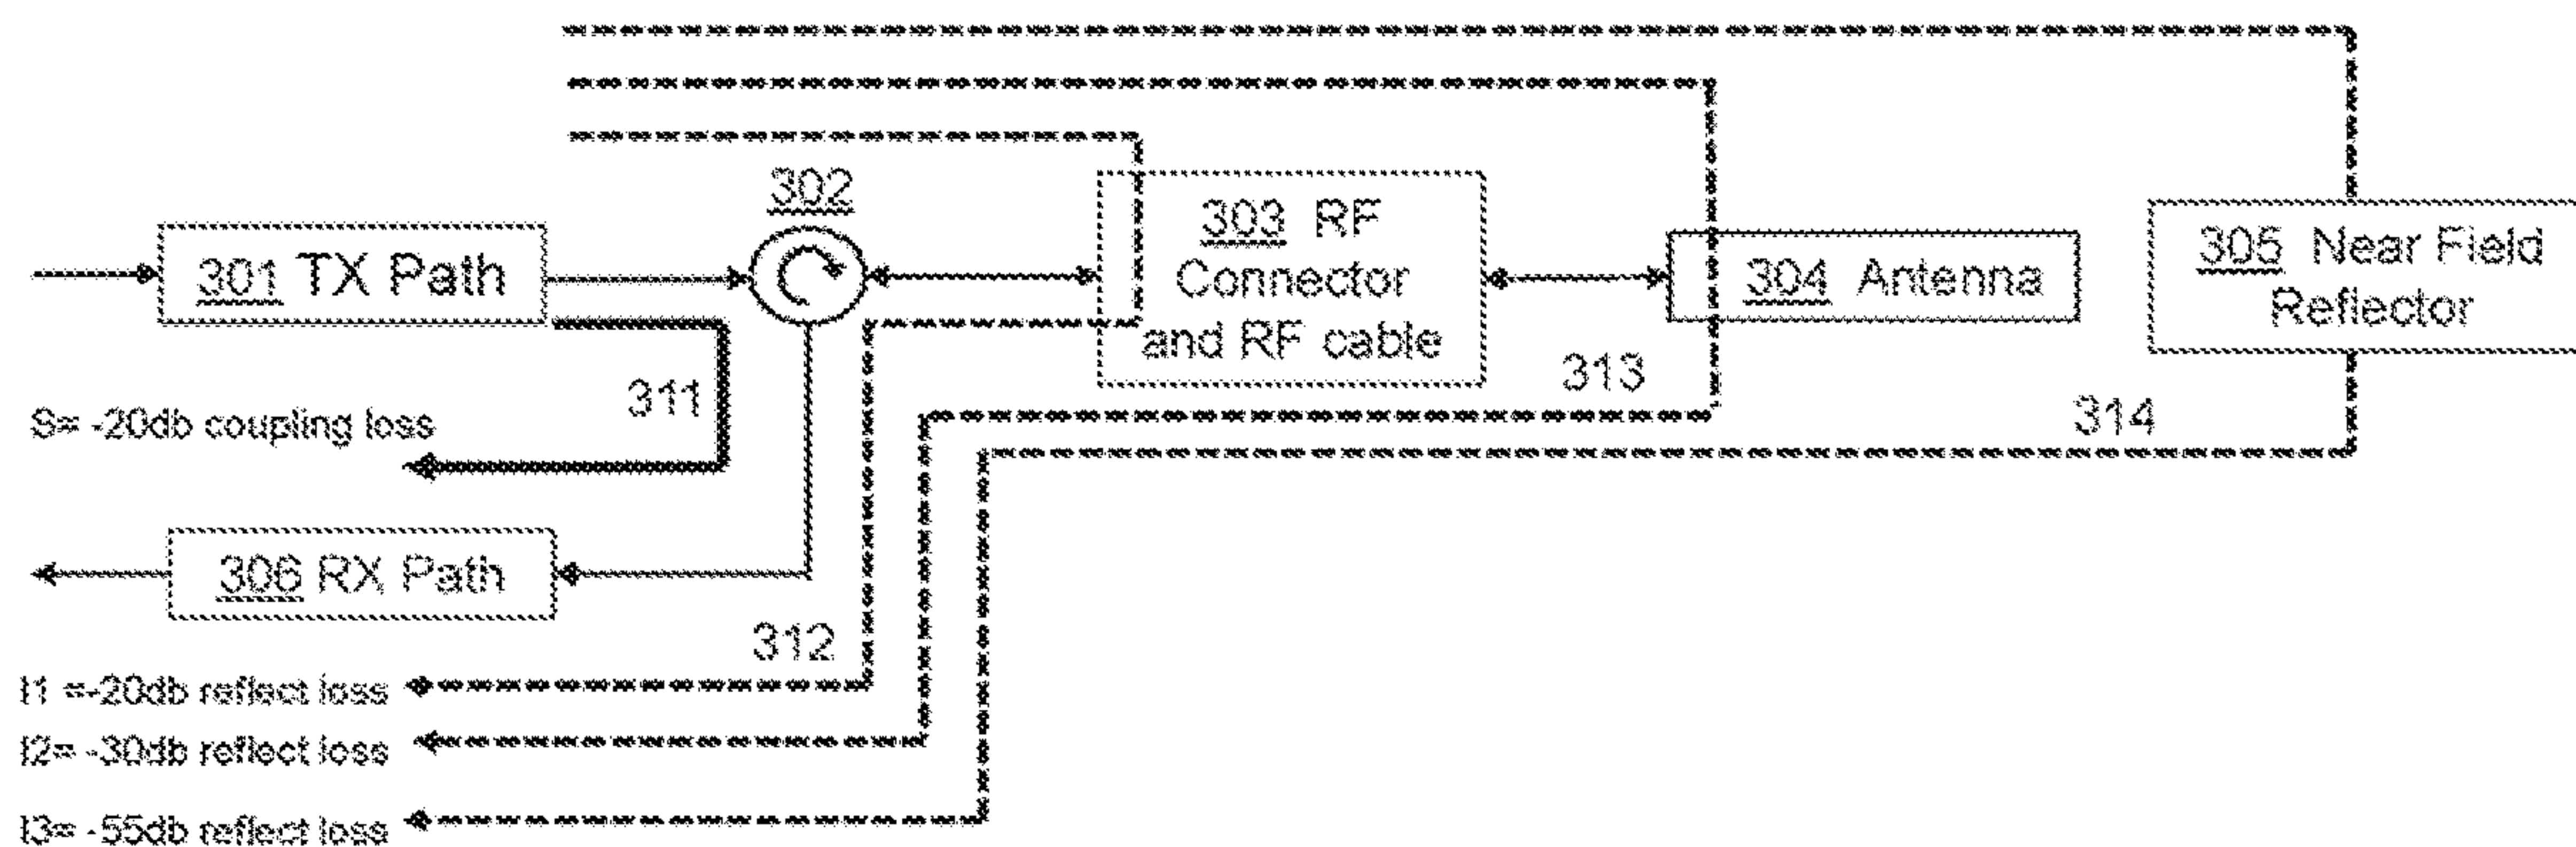 302
301 TX Path
303 RF
Connector
and RF cable
304 Antenna
305 Near Field
Reflector
311
313
314
S= -20db coupling loss
306 RX Path
312
I1 =-20db reflect loss
I2= -30db reflect loss
I3= -55db reflect loss